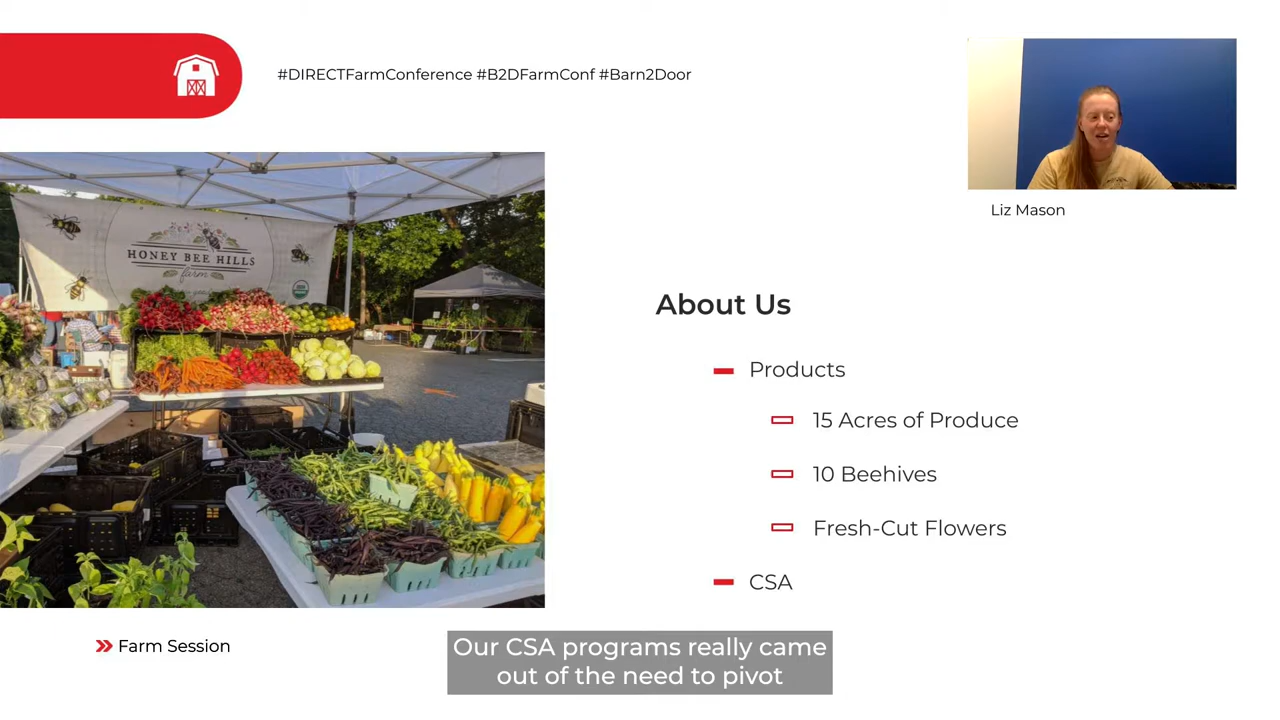 #DIRECTFarmConference #B2DFarmConf #Barn2Door
Liz Mason
HONEY BEE HILLS
farm
About Us
Products
15 Acres of Produce
10 Beehives
Fresh-Cut Flowers
CSA
Farm Session
Our CSA programs really came
out of the need to pivot